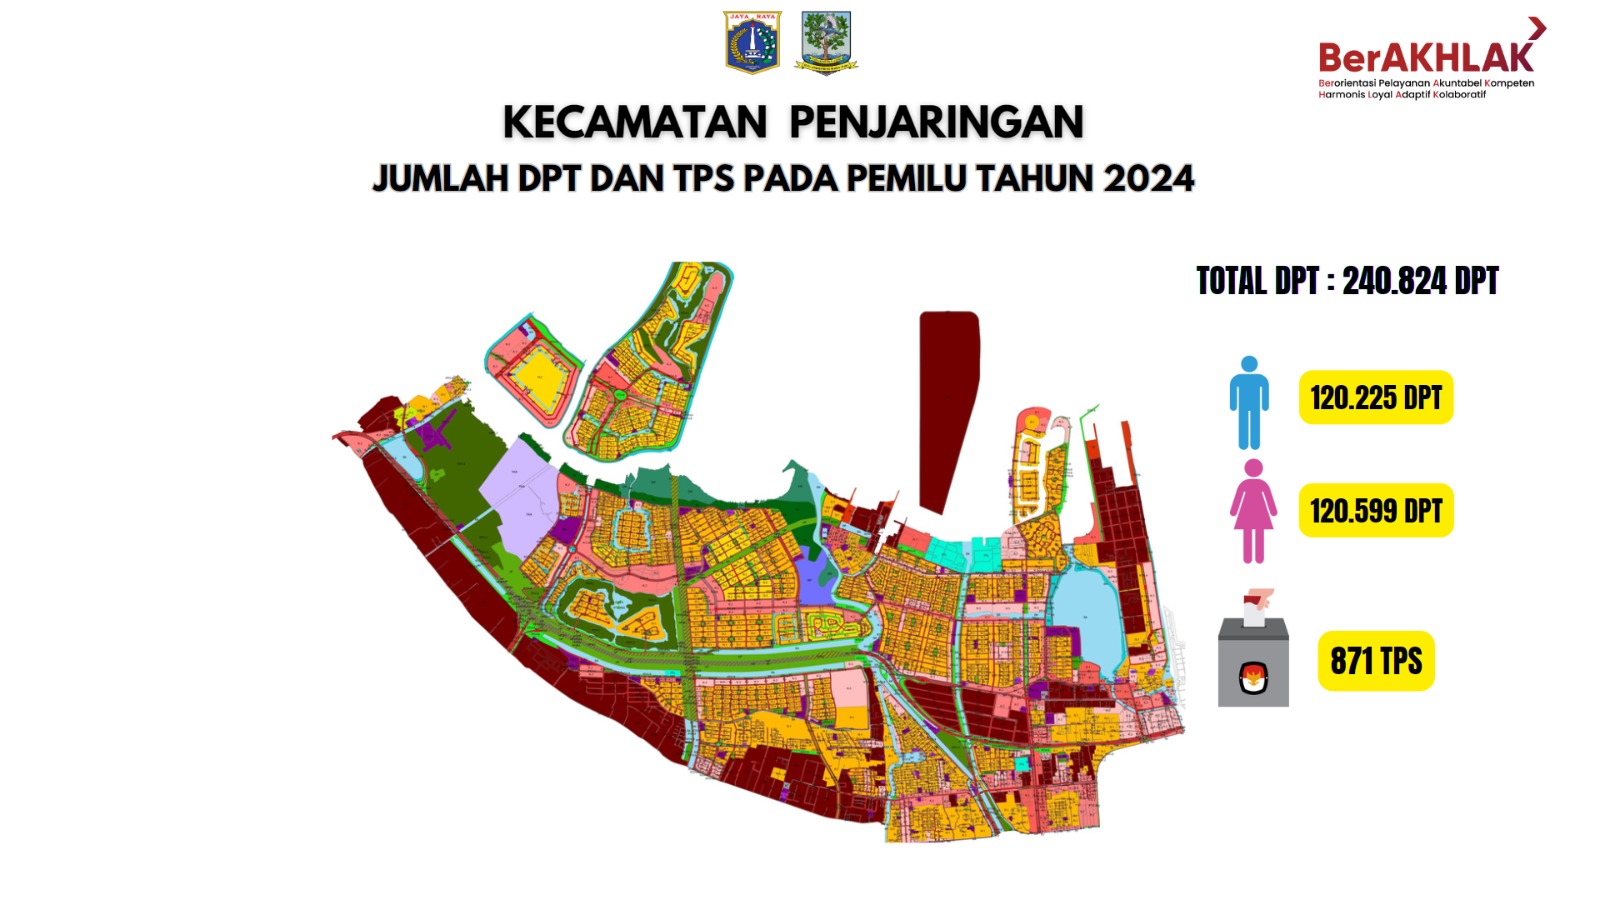 JAYA RAYA
BerAKHLAK
Berorientasi Pelayanan Akuntabel Kompeten
Harmonis Loyal Adaptif Kolaboratif
KECAMATAN PENJARINGAN
JUMLAH DPT DAN TPS PADA PEMILU TAHUN 2024
TOTAL DPT : 240.824 DPT
120.225 DPT
120.599 DPT
871 TPS